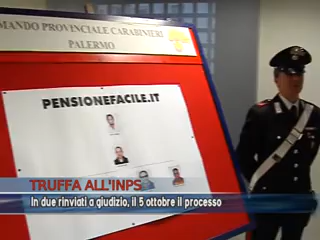 MANDO PROVINCIALE CARABINIERI
PALERMO
PENSIONEFACILE.IT
TRUFFA ALL'INPS
In due rinviati a giudizio, il 5 ottobre il processo